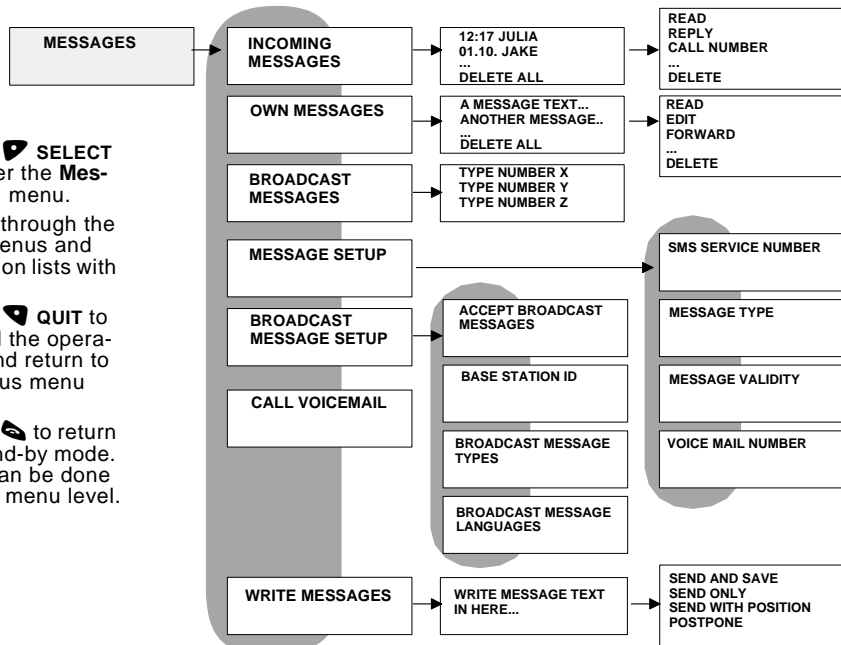 MESSAGES
SELECT
er the Mes-
menu.
through the
enus and
on lists with
QUIT to
the opera-
nd return to
us menu
to return
nd-by mode.
an be done
menu level.
INCOMING
MESSAGES
12:17 JULIA
01.10. JAKE
...
DELETE ALL
READ
REPLY
CALL NUMBER
...
DELETE
OWN MESSAGES
A MESSAGE TEXT...
ANOTHER MESSAGE..
...
DELETE ALL
READ
EDIT
FORWARD
...
DELETE
BROADCAST
MESSAGES
TYPE NUMBER X
TYPE NUMBER Y
TYPE NUMBER Z
MESSAGE SETUP
SMS SERVICE NUMBER
MESSAGE TYPE
MESSAGE VALIDITY
VOICE MAIL NUMBER
BROADCAST
MESSAGE SETUP
ACCEPT BROADCAST
MESSAGES
BASE STATION ID
BROADCAST MESSAGE
TYPES
BROADCAST MESSAGE
LANGUAGES
CALL VOICEMAIL
WRITE MESSAGES
WRITE MESSAGE TEXT
IN HERE...
SEND AND SAVE
SEND ONLY
SEND WITH POSITION
POSTPONE